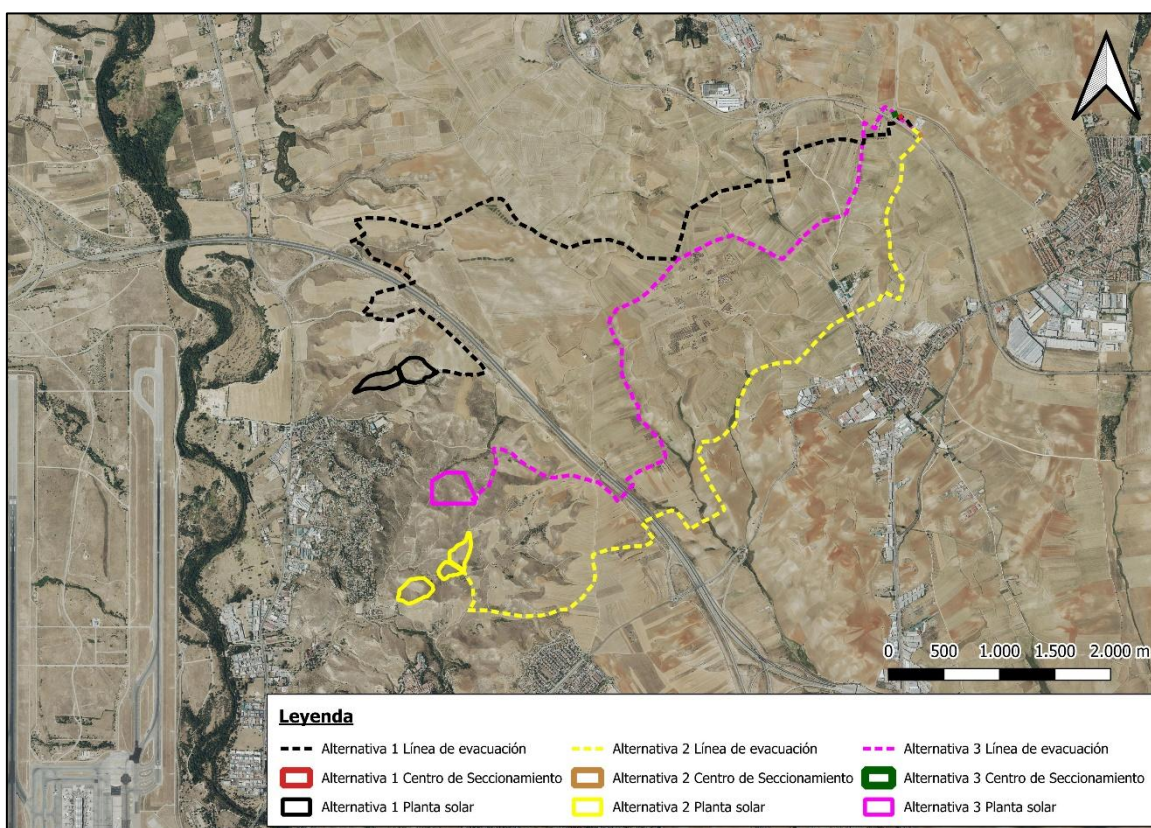 0 500 1.000 1.500 2.000 m
Leyenda
Alternativa 1 Línea de evacuación Alternativa 2 Línea de evacuación Alternativa 3 Línea de evacuación
Alternativa 1 Centro de Seccionamiento Alternativa 2 Centro de Seccionamiento Alternativa 3 Centro de Seccionamiento
Alternativa 1 Planta solar Alternativa 2 Planta solar Alternativa 3 Planta solar